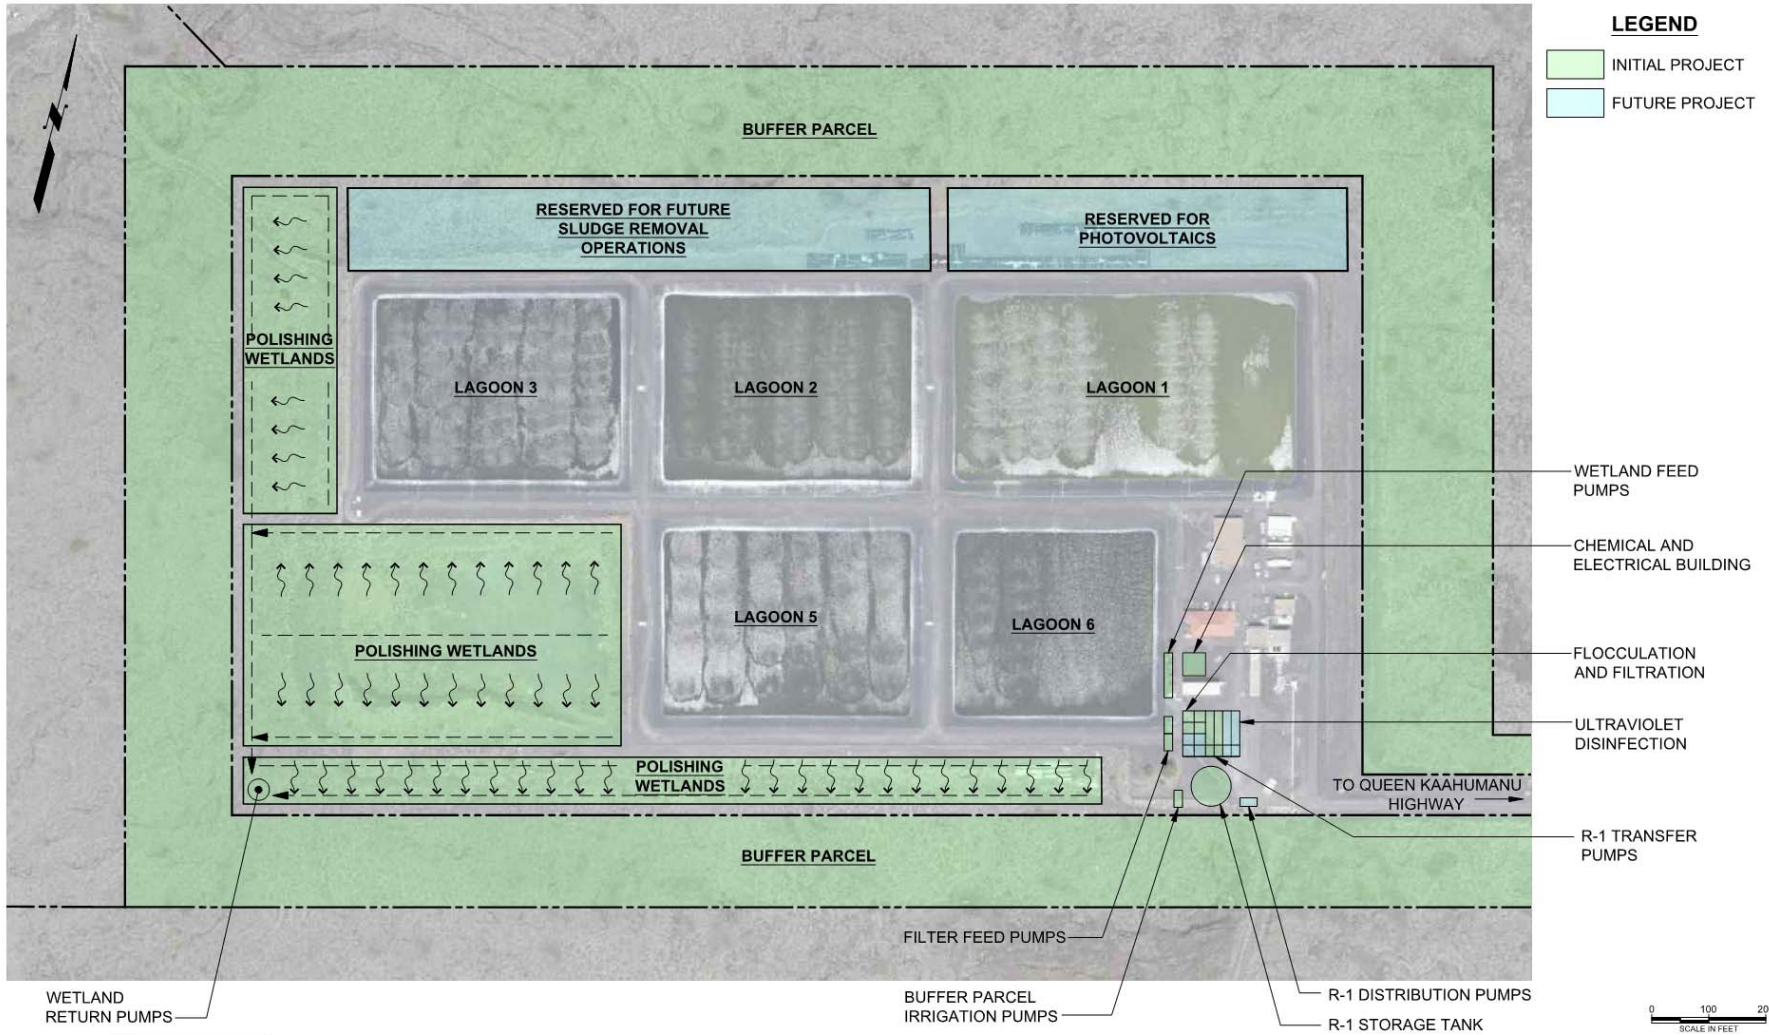 LEGEND
INITIAL PROJECT
FUTURE PROJECT
BUFFER PARCEL
RESERVED FOR FUTURE
SLUDGE REMOVAL
OPERATIONS
RESERVED FOR
PHOTOVOLTAICS
POLISHING
WETLANDS
LAGOON 3
LAGOON 2
LAGOON 1
WETLAND FEED
PUMPS
CHEMICAL AND
ELECTRICAL BUILDING
LAGOON 5
LAGOON 6
POLISHING WETLANDS
FLOCCULATION
AND FILTRATION
ULTRAVIOLET
DISINFECTION
POLISHING
WETLANDS
TO QUEEN KAAHUMANU
HIGHWAY
R-1 TRANSFER
PUMPS
BUFFER PARCEL
FILTER FEED PUMPS
WETLAND
RETURN PUMPS
BUFFER PARCEL
IRRIGATION PUMPS
R-1 DISTRIBUTION PUMPS
R-1 STORAGE TANK
0 100 20
SCALE IN FEET